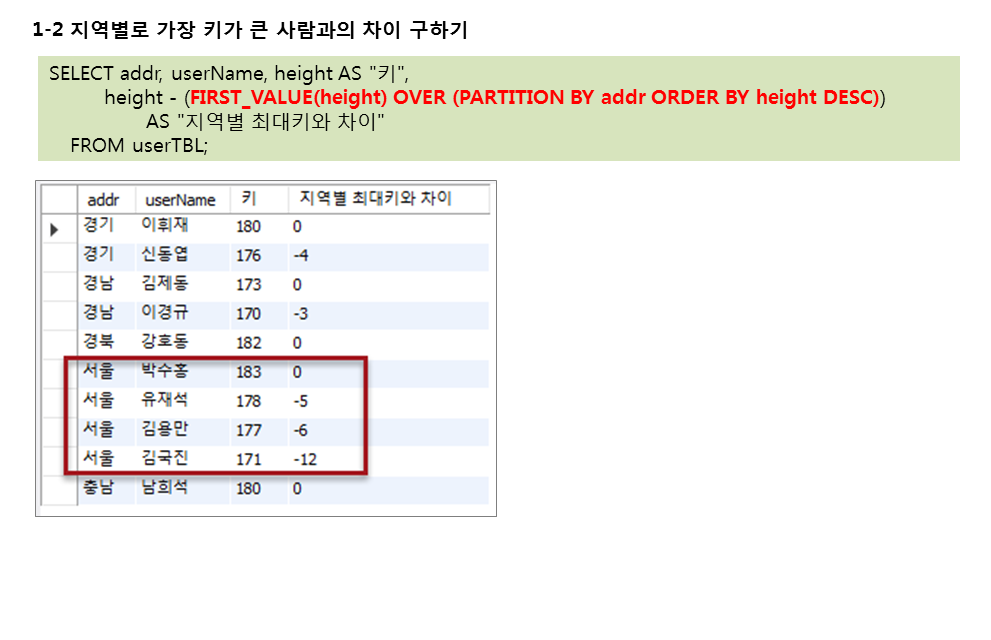 1-2 지역별로 가장 키가 큰 사람과의 차이 구하기
SELECT addr, userName, height AS "키",
height - (FIRST_VALUE(height) OVER (PARTITION BY addr ORDER BY height DESC))
AS "지역별 최대키와 차이"
FROM userTBL;
addr userName 키 지역별 최대키와 차이
경기 이휘재 180 0
경기 신동엽 176 -4
경남 김제동 173 0
경남 이경규 170 -3
경북 강호동 182 0
서울 박수홍 183 0
서울 유재석 178 -5
서울 김용만 177 -6
서울 김국진 171 -12
충남 남희석 180 0